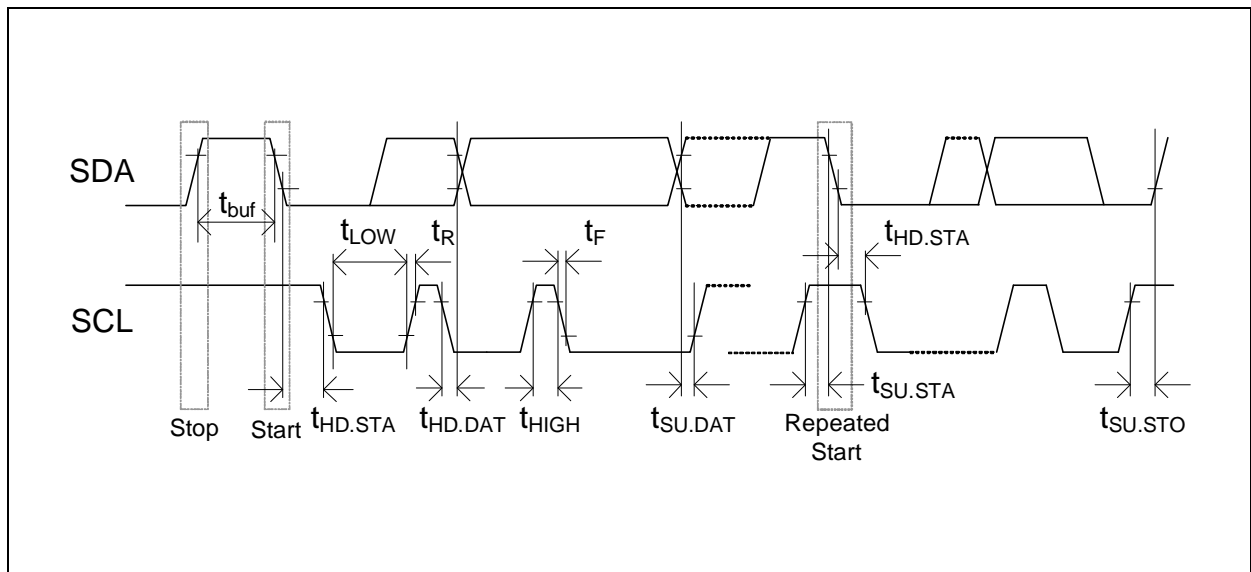 SDA
t_buf
t_LOW
t_R
t_F
t_HD.STA
SCL
t_HD.STA
t_HD.DAT
t_HIGH
t_SU.DAT
t_SU.STA
t_SU.STO
Stop
Start
Repeated
Start